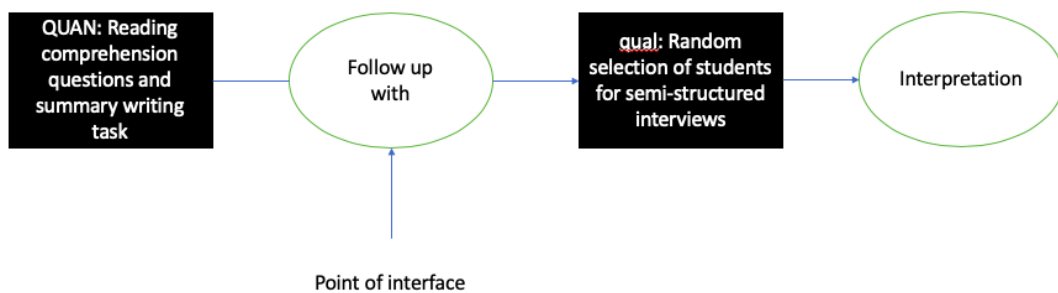 QUAN: Reading
comprehension
questions and
summary writing
task
Follow up
with
qual: Random
selection of students
for semi-structured
interviews
Interpretation
Point of interface